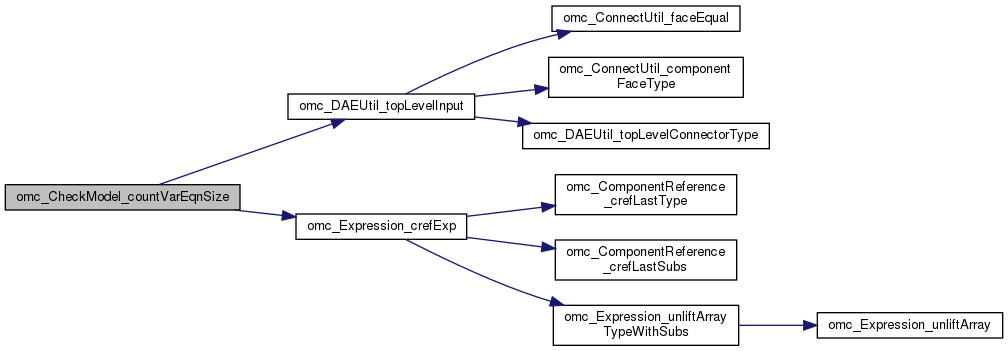 omc_ConnectUtil_faceEqual
omc_ConnectUtil_component
FaceType
omc_DAEUtil_topLevelInput
omc_DAEUtil_topLevelConnectorType
omc_CheckModel_countVarEqnSize
omc_ComponentReference
_crefLastType
omc_Expression_crefExp
omc_ComponentReference
_crefLastSubs
omc_Expression_unliftArray
TypeWithSubs
omc_Expression_unliftArray